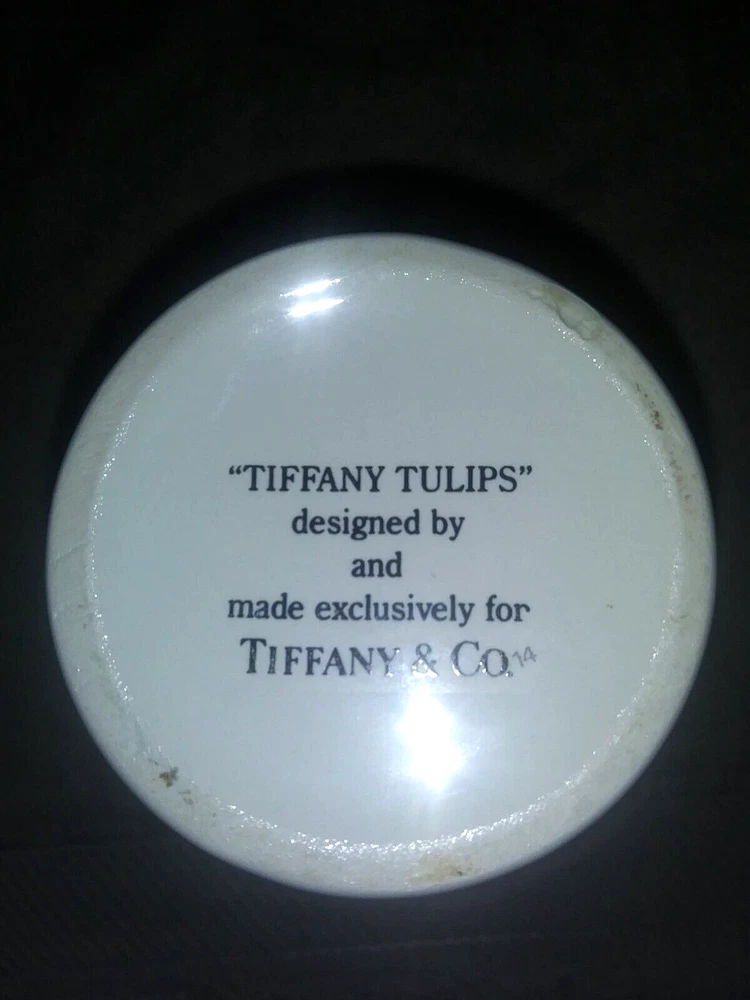 “TIFFANY TULIPS”
designed by
and
made exclusively for
TIFFANY & CO.14